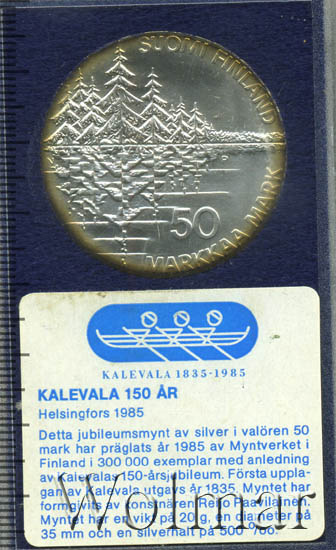 SUOMI FINLAND
50
MARKKAA MARK
KALEVALA 1835-1985
KALEVALA 150 ÅR
Helsingfors 1985
Detta jubileumsmynt av silver i valören 50
mark har präglats år 1985 av Myntverket i
Finland i 300 000 exemplar med anledning
av Kalevalas 150-årsjubileum. Första uppla-
gan av Kalevala utgavs år 1835. Myntet har
formgivits av konstnären Reijo Paavilainen.
Myntet har en vikt på 20 g, en diameter på
35 mm och en silverhalt på 500°/oo.
Wolmar